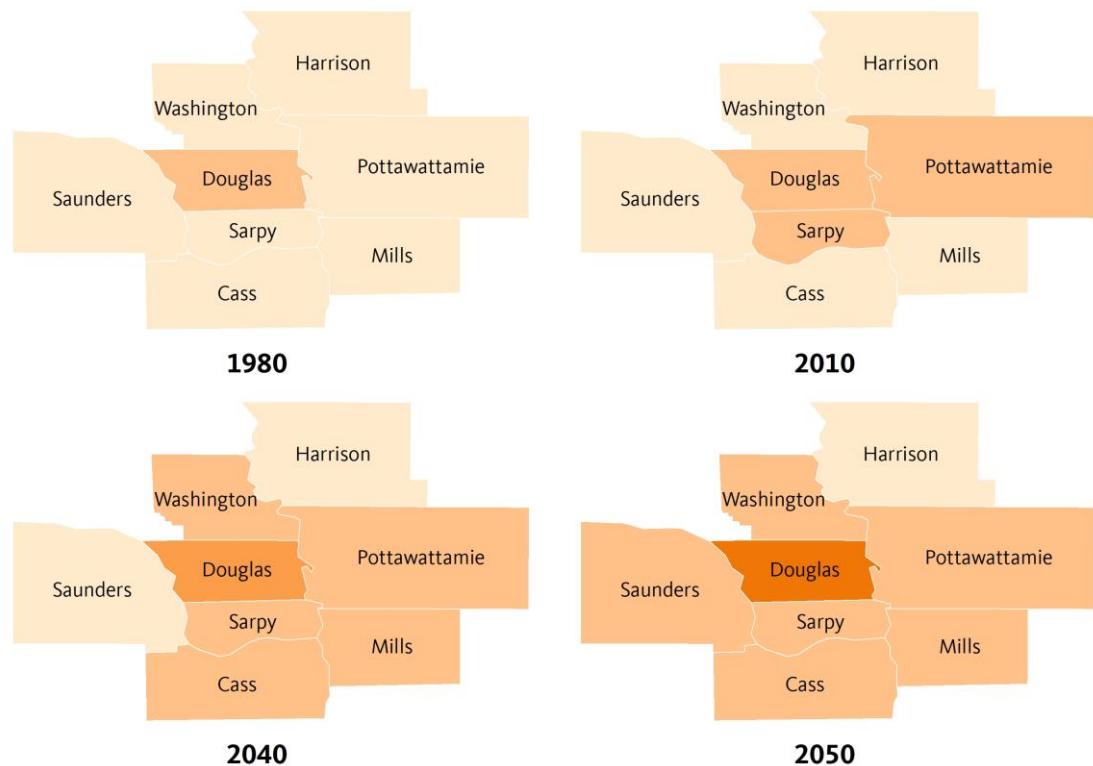 Harrison
Washington
Douglas
Pottawattamie
Saunders
Sarpy
Mills
Cass
1980
Harrison
Washington
Douglas
Pottawattamie
Saunders
Sarpy
Mills
Cass
2010
Harrison
Washington
Pottawattamie
Douglas
Saunders
Sarpy
Mills
Cass
2040
Harrison
Washington
Pottawattamie
Douglas
Saunders
Sarpy
Mills
Cass
2050